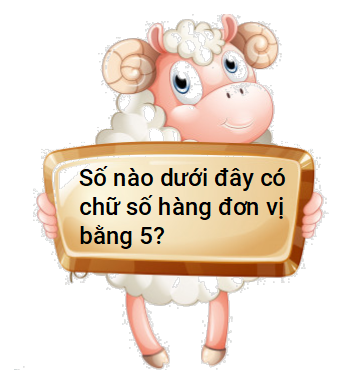 Số nào dưới đây có
chữ số hàng đơn vị
bằng 5?